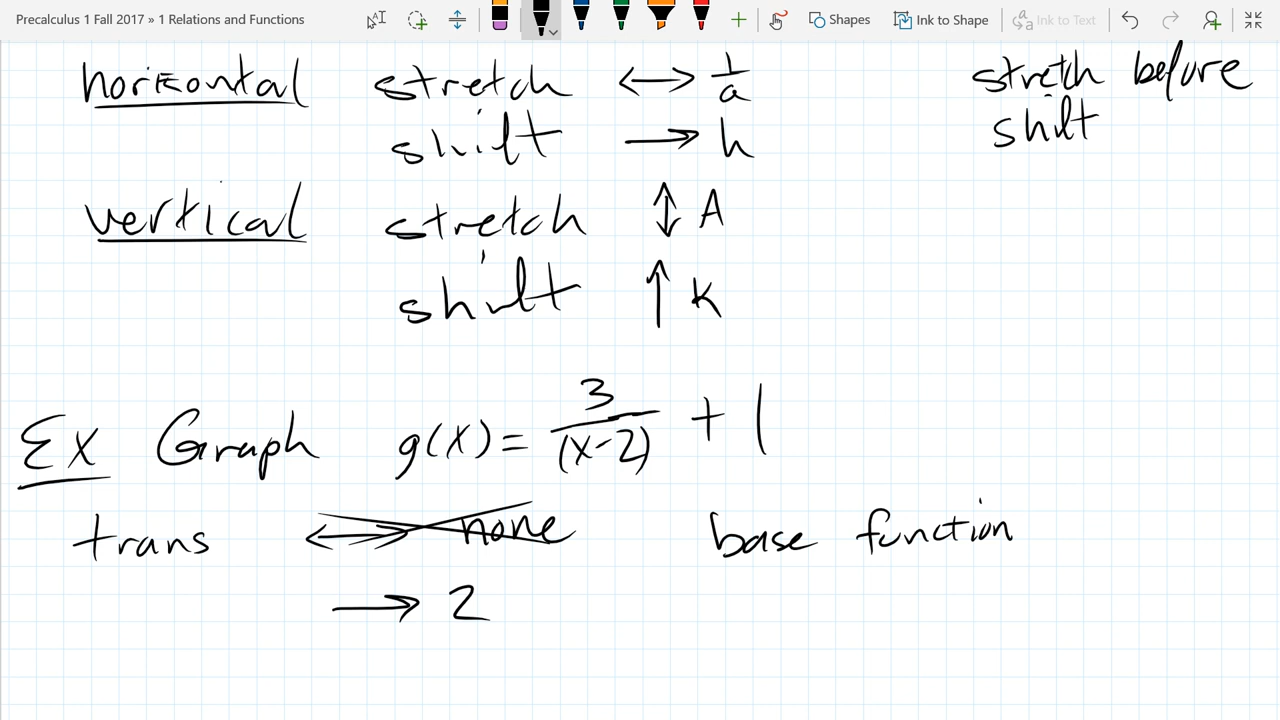 Precalculus 1 Fall 2017 » 1 Relations and Functions Shapes Ink to Shape Ink to Text
horizontal stretch ↔ 1/a stretch before
shift → h shift
vertical stretch ↕ A
shift ↑ K
Ex Graph g(x) = 3/(x-2) + 1
trans ↔ none base function
→ 2